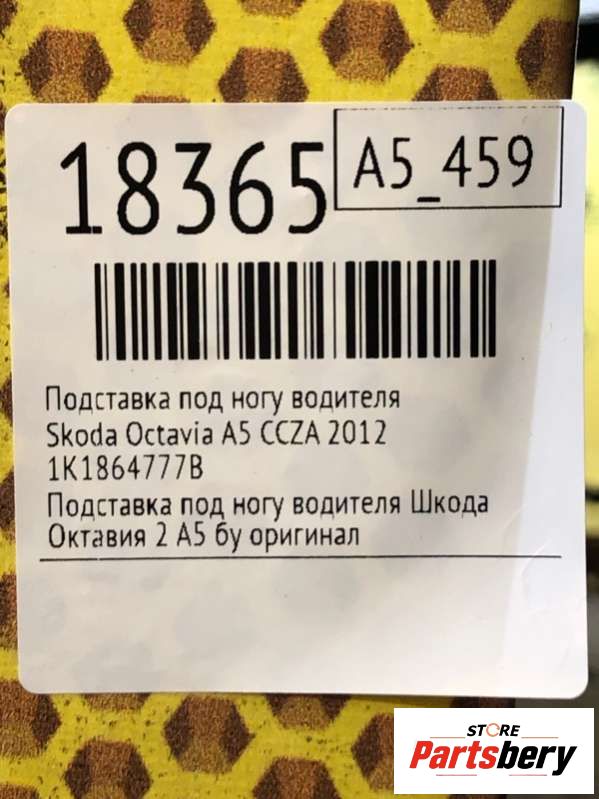 18365
A5_459
Подставка под ногу водителя
Skoda Octavia A5 CCZA 2012
1K1864777B
Подставка под ногу водителя Шкода
Октавия 2 А5 бу оригинал
STORE
Partsbery